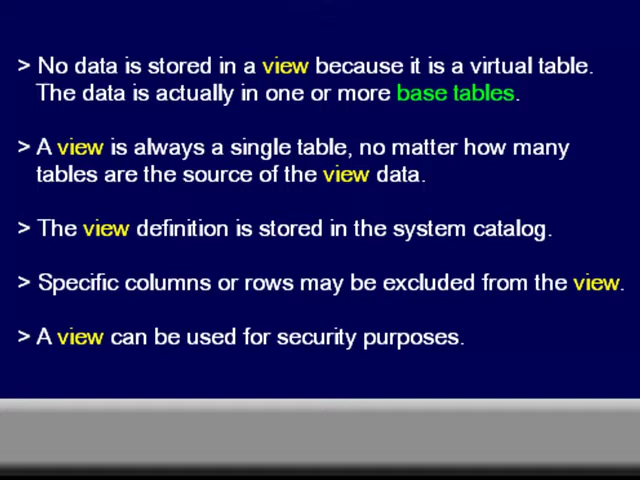 > No data is stored in a view because it is a virtual table.
The data is actually in one or more base tables.
> A view is always a single table, no matter how many
tables are the source of the view data.
> The view definition is stored in the system catalog.
> Specific columns or rows may be excluded from the view.
> A view can be used for security purposes.